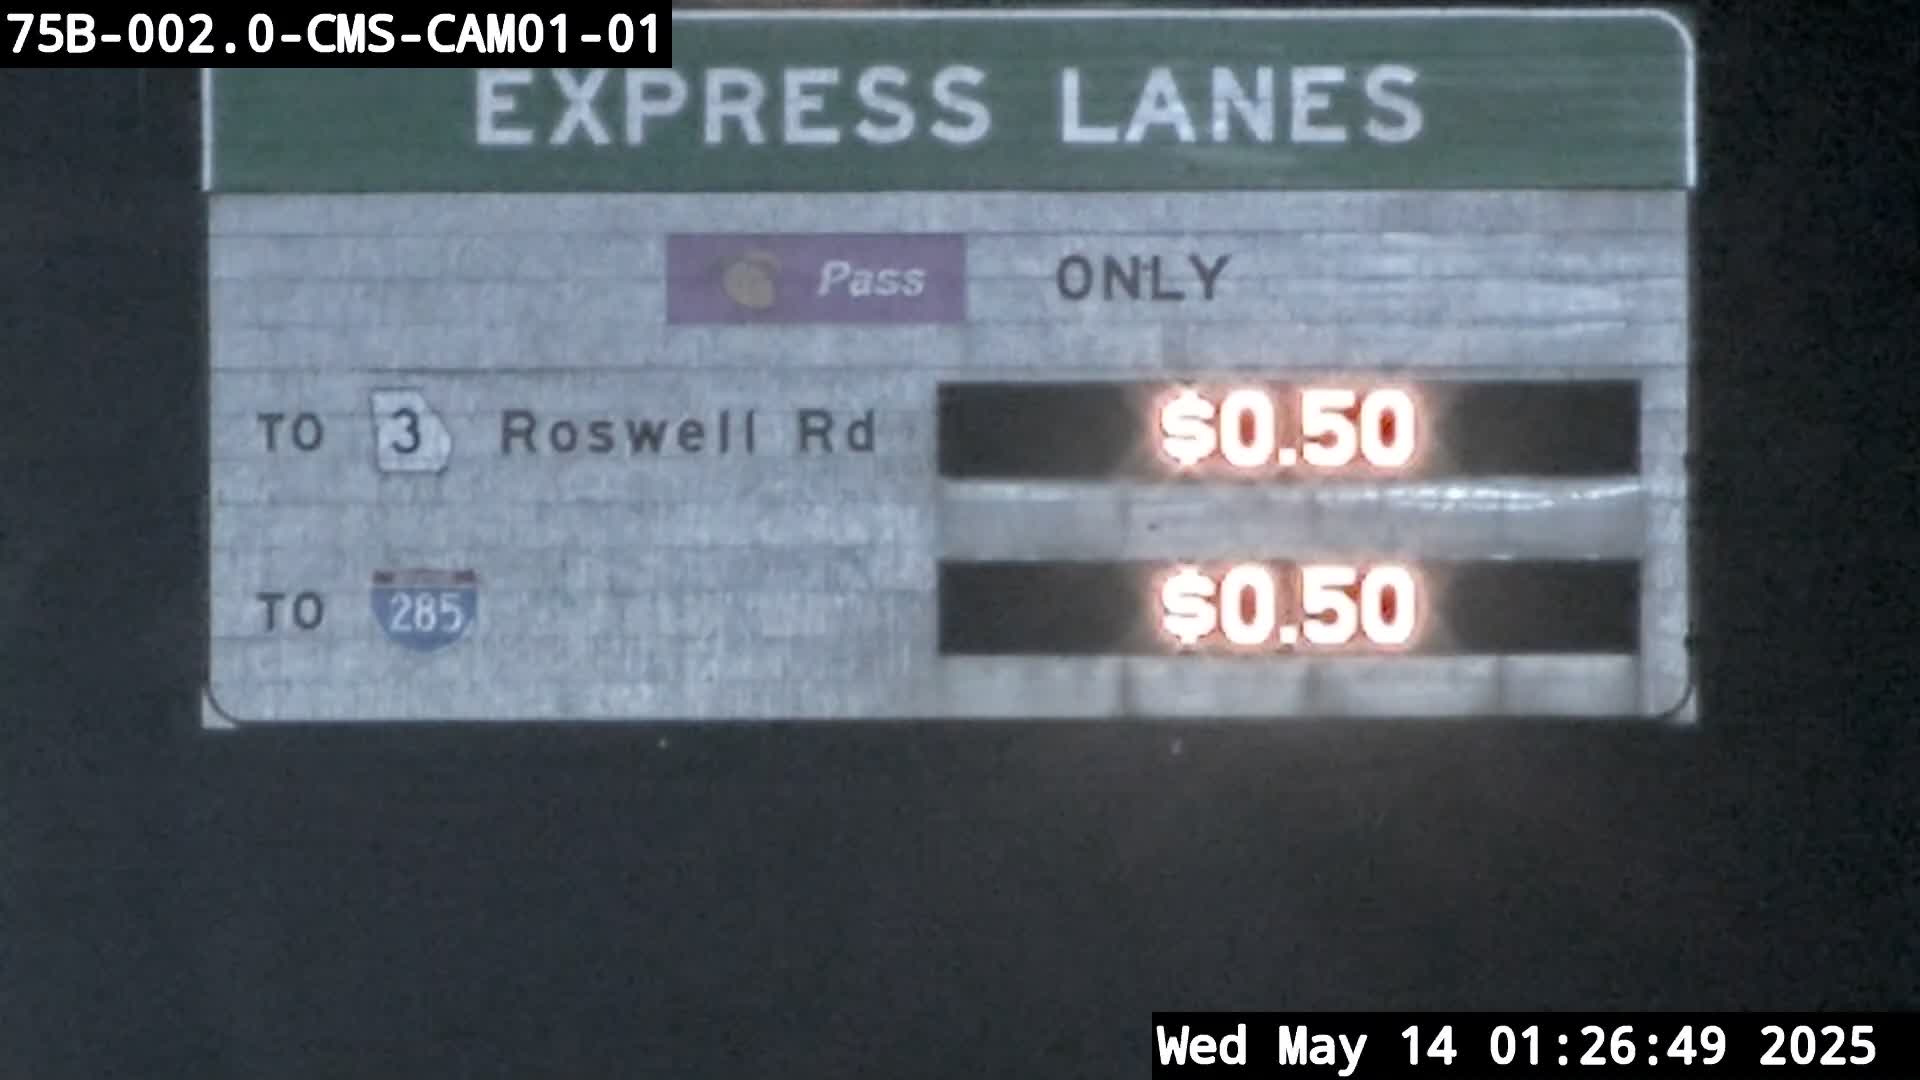 75B-002.0-CMS-CAM01-01
EXPRESS LANES
Pass ONLY
TO 3 Roswell Rd $0.50
TO 285 $0.50
Wed May 14 01:26:49 2025